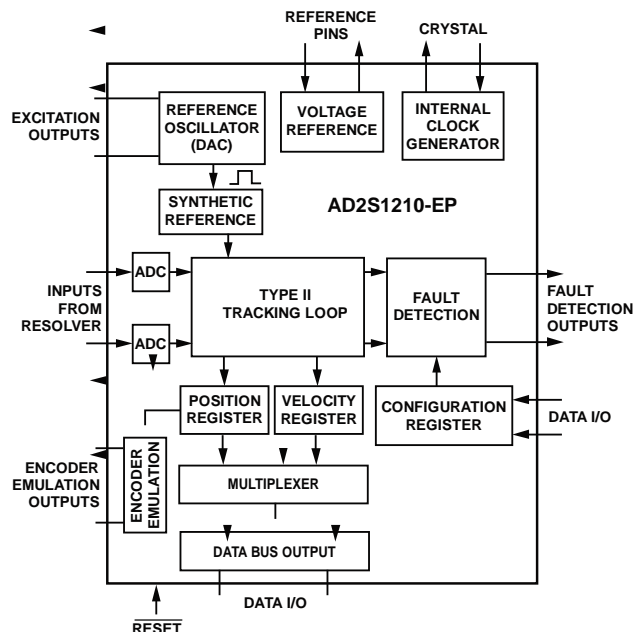 REFERENCE
PINS
CRYSTAL
EXCITATION
OUTPUTS
REFERENCE
OSCILLATOR
(DAC)
VOLTAGE
REFERENCE
INTERNAL
CLOCK
GENERATOR
SYNTHETIC
REFERENCE
AD2S1210-EP
INPUTS
FROM
RESOLVER
ADC
ADC
TYPE II
TRACKING LOOP
FAULT
DETECTION
FAULT
DETECTION
OUTPUTS
POSITION
REGISTER
VELOCITY
REGISTER
CONFIGURATION
REGISTER
DATA I/O
ENCODER
EMULATION
OUTPUTS
ENCODER
EMULATION
MULTIPLEXER
DATA BUS OUTPUT
DATA I/O
RESET